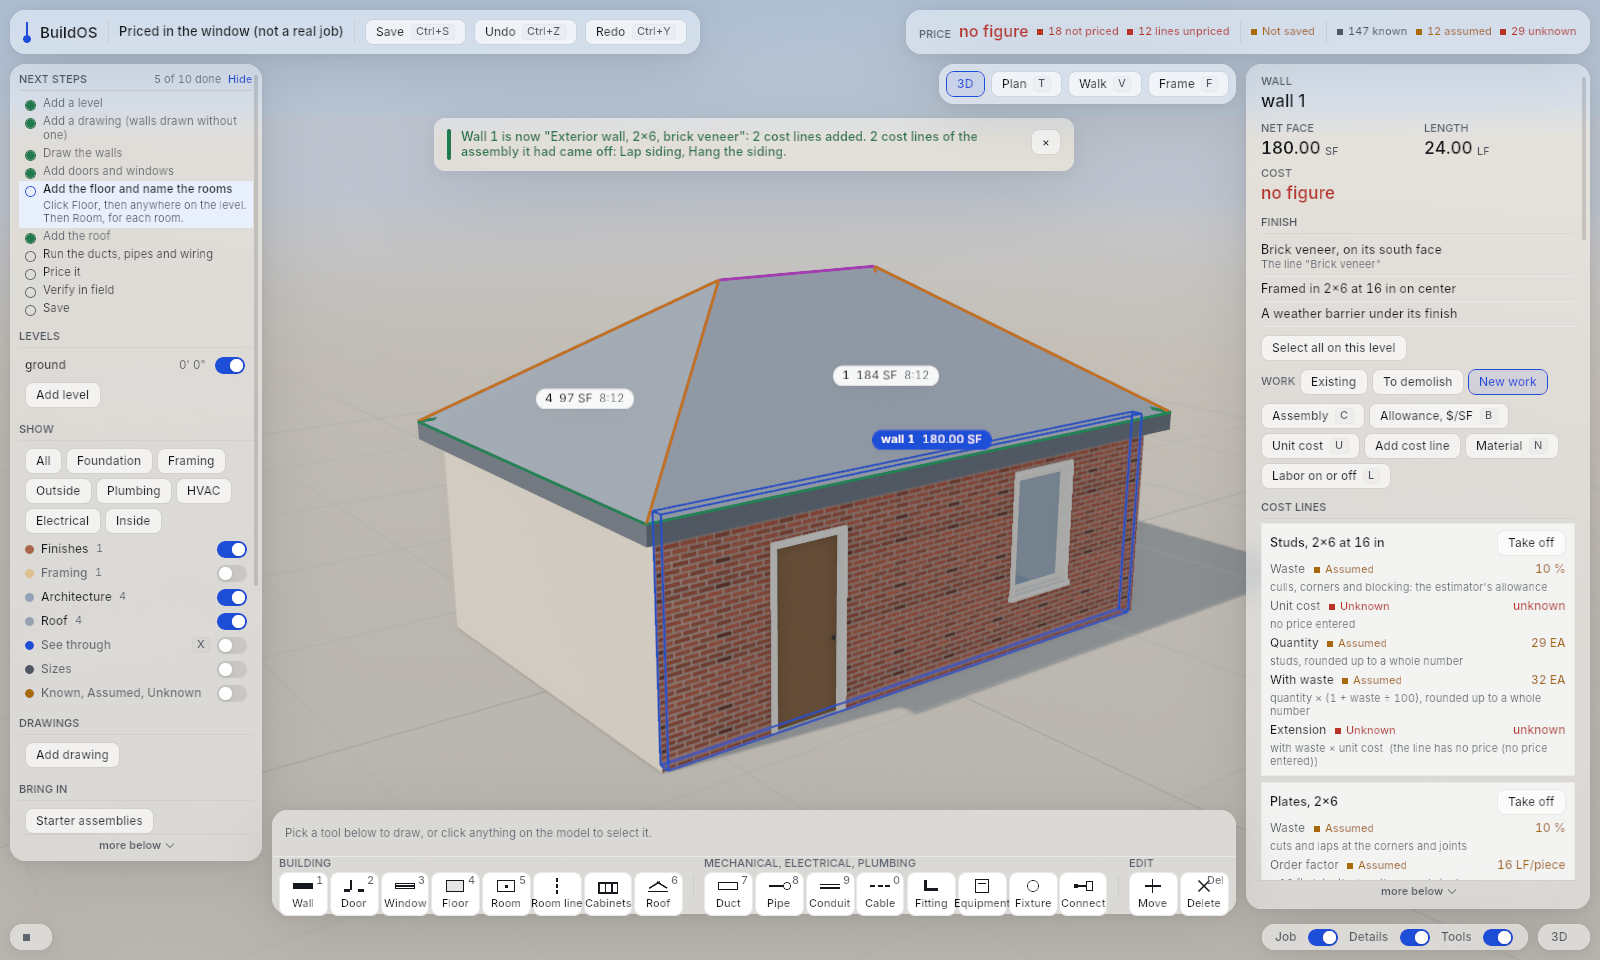 BuildOS
Priced in the window (not a real job)
Save Ctrl+S
Undo Ctrl+Z
Redo Ctrl+Y
PRICE no figure 18 not priced 12 lines unpriced Not saved 147 known 12 assumed 29 unknown
NEXT STEPS 5 of 10 done Hide
Add a level
Add a drawing (walls drawn without
one)
Draw the walls
Add doors and windows
Add the floor and name the rooms
Click Floor, then anywhere on the level.
Then Room, for each room.
Add the roof
Run the ducts, pipes and wiring
Price it
Verify in field
Save
LEVELS
ground 0' 0"
Add level
SHOW
All Foundation Framing
Outside Plumbing HVAC
Electrical Inside
Finishes 1
Framing 1
Architecture 4
Roof 4
See through X
Sizes
Known, Assumed, Unknown
DRAWINGS
Add drawing
BRING IN
Starter assemblies
more below
3D Plan T Walk V Frame F
Wall 1 is now "Exterior wall, 2×6, brick veneer": 2 cost lines added. 2 cost lines of the
assembly it had came off: Lap siding, Hang the siding.
×
1 184 SF 8:12
4 97 SF 8:12
wall 1 180.00 SF
Pick a tool below to draw, or click anything on the model to select it.
BUILDING
Wall 1
Door 2
Window 3
Floor 4
Room 5
Room line
Cabinets
Roof 6
MECHANICAL, ELECTRICAL, PLUMBING
Duct 7
Pipe 8
Conduit 9
Cable 0
Fitting
Equipment
Fixture
Connect
EDIT
Move
Delete Del
WALL
wall 1
NET FACE LENGTH
180.00 SF 24.00 LF
COST
no figure
FINISH
Brick veneer, on its south face
The line "Brick veneer"
Framed in 2×6 at 16 in on center
A weather barrier under its finish
Select all on this level
WORK Existing To demolish New work
Assembly C Allowance, $/SF B
Unit cost U Add cost line Material N
Labor on or off L
COST LINES
Studs, 2×6 at 16 in Take off
Waste Assumed 10 %
culls, corners and blocking: the estimator's allowance
Unit cost Unknown unknown
no price entered
Quantity Assumed 29 EA
studs, rounded up to a whole number
With waste Assumed 32 EA
quantity × (1 + waste ÷ 100), rounded up to a whole
number
Extension Unknown unknown
with waste × unit cost (the line has no price (no price
entered))
Plates, 2×6 Take off
Waste Assumed 10 %
cuts and laps at the corners and joints
Order factor Assumed 16 LF/piece
more below
Job Details Tools 3D